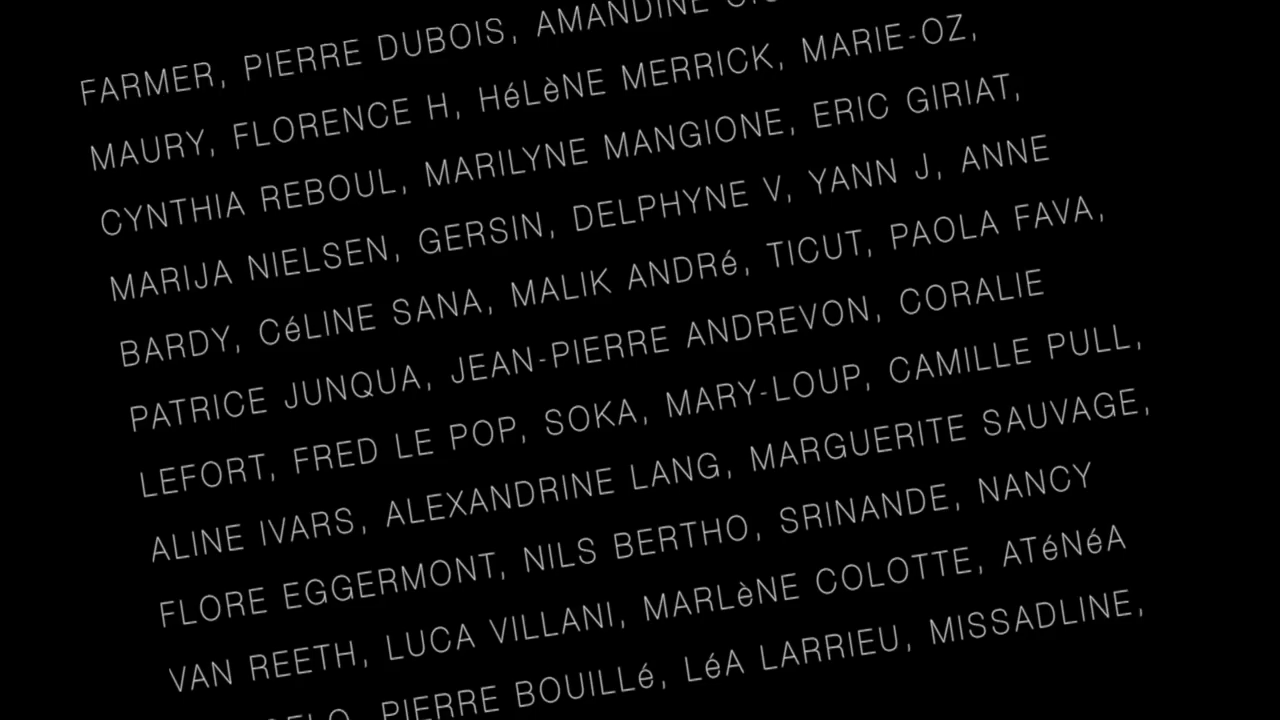 FARMER, PIERRE DUBOIS, AMANDINE
MAURY, FLORENCE H, HéLèNE MERRICK, MARIE-OZ,
CYNTHIA REBOUL, MARILYNE MANGIONE, ERIC GIRIAT,
MARIJA NIELSEN, GERSIN, DELPHYNE V, YANN J, ANNE
BARDY, CéLINE SANA, MALIK ANDRé, TICUT, PAOLA FAVA,
PATRICE JUNQUA, JEAN-PIERRE ANDREVON, CORALIE
LEFORT, FRED LE POP, SOKA, MARY-LOUP, CAMILLE PULL,
ALINE IVARS, ALEXANDRINE LANG, MARGUERITE SAUVAGE,
FLORE EGGERMONT, NILS BERTHO, SRINANDE, NANCY
VAN REETH, LUCA VILLANI, MARLèNE COLOTTE, ATéNéA
PIERRE BOUILLé, LéA LARRIEU, MISSADLINE,